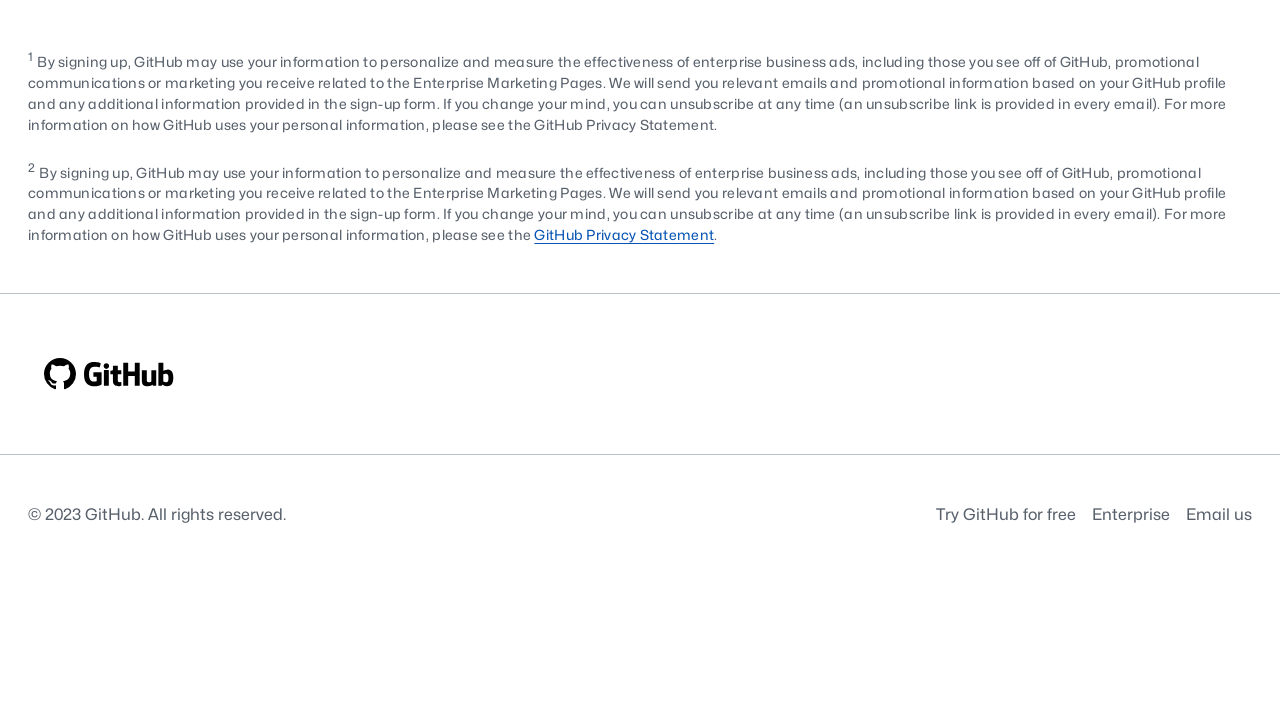 1 By signing up, GitHub may use your information to personalize and measure the effectiveness of enterprise business ads, including those you see off of GitHub, promotional
communications or marketing you receive related to the Enterprise Marketing Pages. We will send you relevant emails and promotional information based on your GitHub profile
and any additional information provided in the sign-up form. If you change your mind, you can unsubscribe at any time (an unsubscribe link is provided in every email). For more
information on how GitHub uses your personal information, please see the GitHub Privacy Statement.
2 By signing up, GitHub may use your information to personalize and measure the effectiveness of enterprise business ads, including those you see off of GitHub, promotional
communications or marketing you receive related to the Enterprise Marketing Pages. We will send you relevant emails and promotional information based on your GitHub profile
and any additional information provided in the sign-up form. If you change your mind, you can unsubscribe at any time (an unsubscribe link is provided in every email). For more
information on how GitHub uses your personal information, please see the GitHub Privacy Statement.
GitHub
© 2023 GitHub. All rights reserved.
Try GitHub for free Enterprise Email us